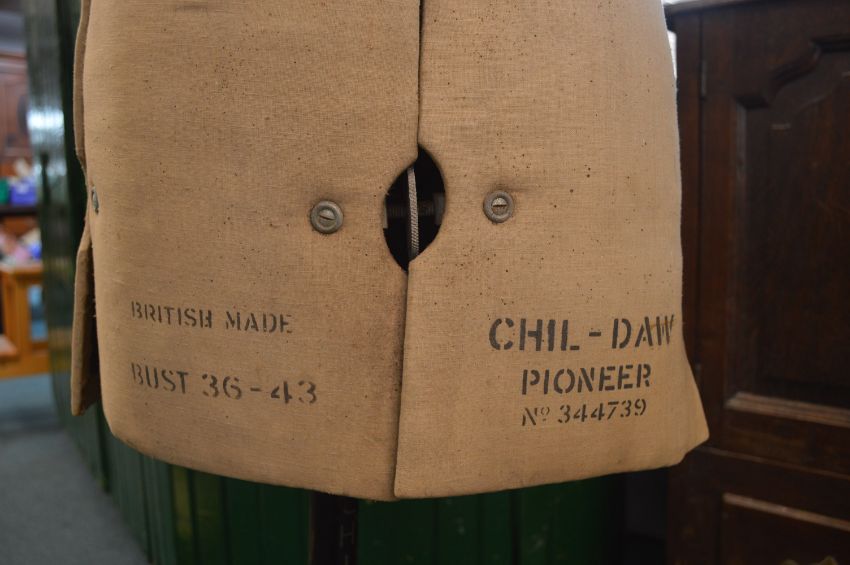 BRITISH MADE
BUST 36-43
CHIL-DAW
PIONEER
Nº 344739